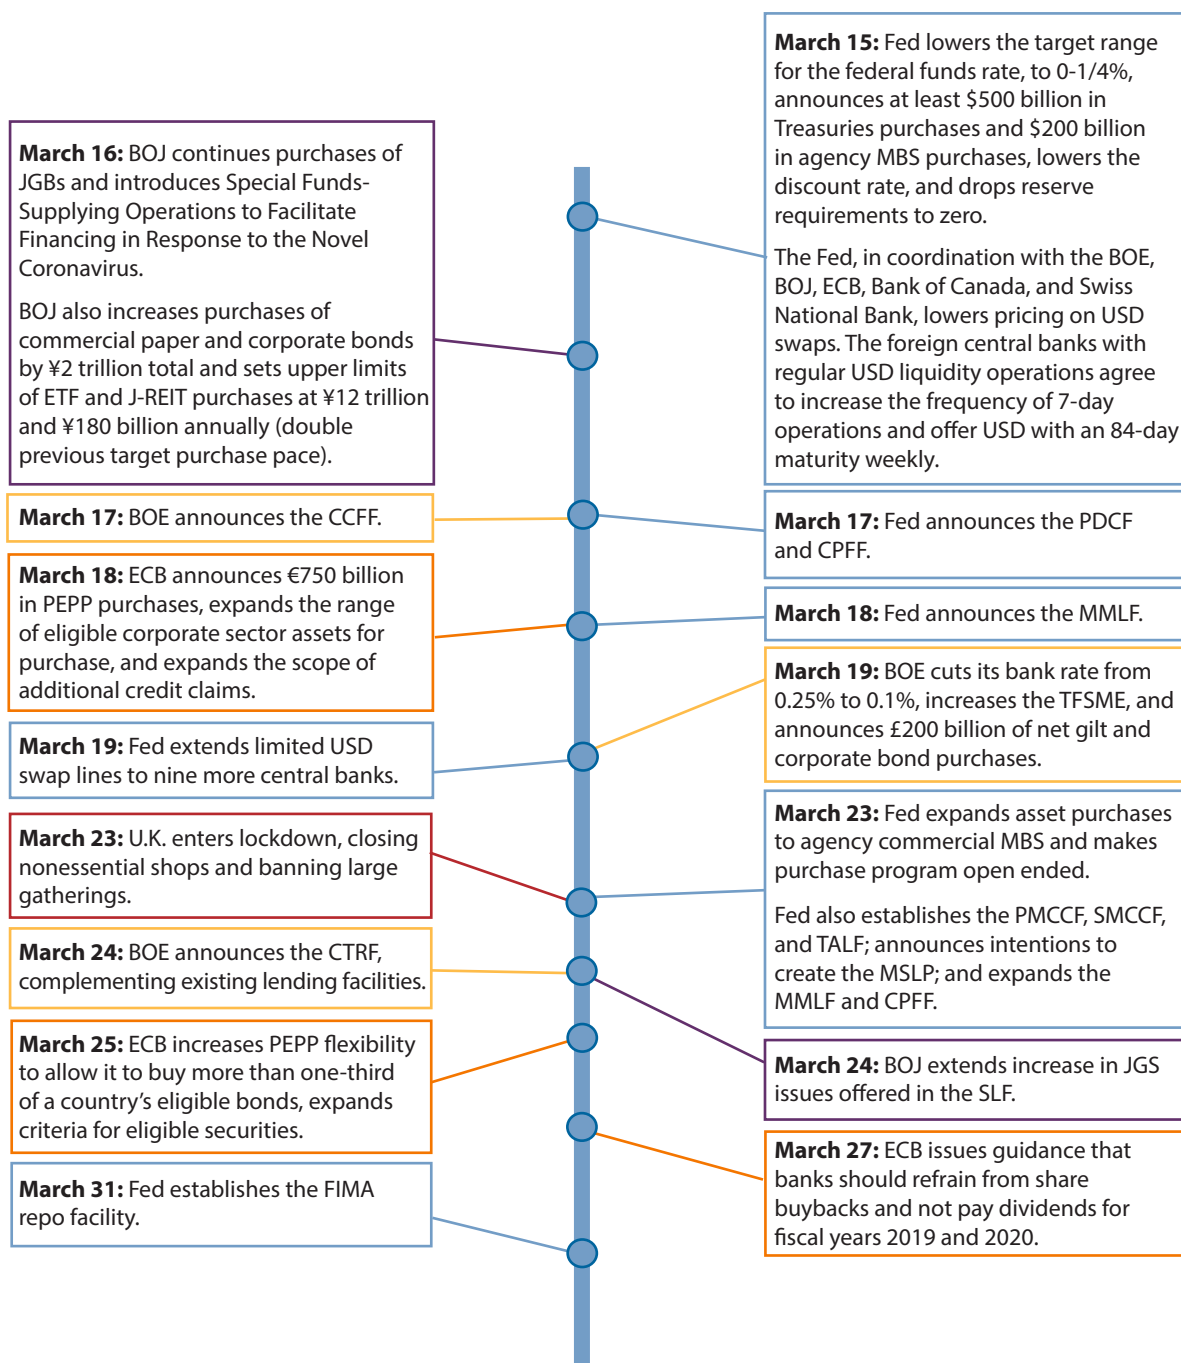 March 15: Fed lowers the target range
for the federal funds rate, to 0-1/4%,
announces at least $500 billion in
Treasuries purchases and $200 billion
in agency MBS purchases, lowers the
discount rate, and drops reserve
requirements to zero.
The Fed, in coordination with the BOE,
BOJ, ECB, Bank of Canada, and Swiss
National Bank, lowers pricing on USD
swaps. The foreign central banks with
regular USD liquidity operations agree
to increase the frequency of 7-day
operations and offer USD with an 84-day
maturity weekly.
March 16: BOJ continues purchases of
JGBs and introduces Special Funds-
Supplying Operations to Facilitate
Financing in Response to the Novel
Coronavirus.
BOJ also increases purchases of
commercial paper and corporate bonds
by ¥2 trillion total and sets upper limits
of ETF and J-REIT purchases at ¥12 trillion
and ¥180 billion annually (double
previous target purchase pace).
March 17: BOE announces the CCFF.
March 17: Fed announces the PDCF
and CPFF.
March 18: ECB announces €750 billion
in PEPP purchases, expands the range
of eligible corporate sector assets for
purchase, and expands the scope of
additional credit claims.
March 18: Fed announces the MMLF.
March 19: BOE cuts its bank rate from
0.25% to 0.1%, increases the TFSME, and
announces £200 billion of net gilt and
corporate bond purchases.
March 19: Fed extends limited USD
swap lines to nine more central banks.
March 23: U.K. enters lockdown, closing
nonessential shops and banning large
gatherings.
March 23: Fed expands asset purchases
to agency commercial MBS and makes
purchase program open ended.
Fed also establishes the PMCCF, SMCCF,
and TALF; announces intentions to
create the MSLP; and expands the
MMLF and CPFF.
March 24: BOE announces the CTRF,
complementing existing lending facilities.
March 24: BOJ extends increase in JGS
issues offered in the SLF.
March 25: ECB increases PEPP flexibility
to allow it to buy more than one-third
of a country's eligible bonds, expands
criteria for eligible securities.
March 27: ECB issues guidance that
banks should refrain from share
buybacks and not pay dividends for
fiscal years 2019 and 2020.
March 31: Fed establishes the FIMA
repo facility.